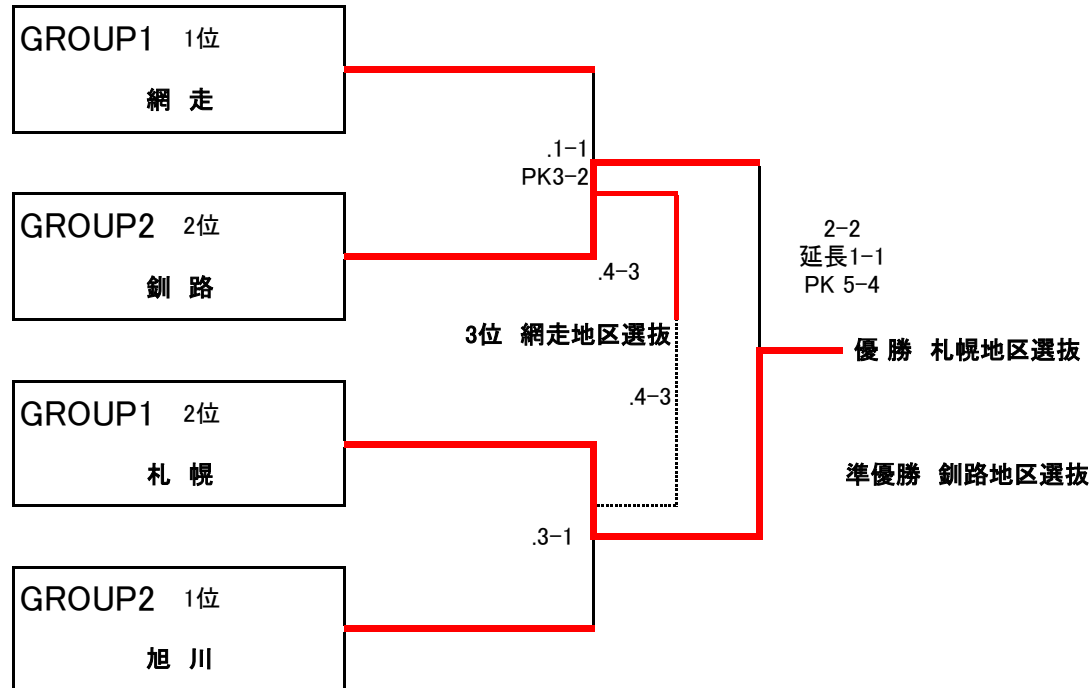 GROUP1 1位
網 走
.1-1
PK3-2
GROUP2 2位
釧 路
.4-3
2-2
延長1-1
PK 5-4
3位 網走地区選抜
優 勝 札幌地区選抜
GROUP1 2位
札 幌
.4-3
準優勝 釧路地区選抜
.3-1
GROUP2 1位
旭 川